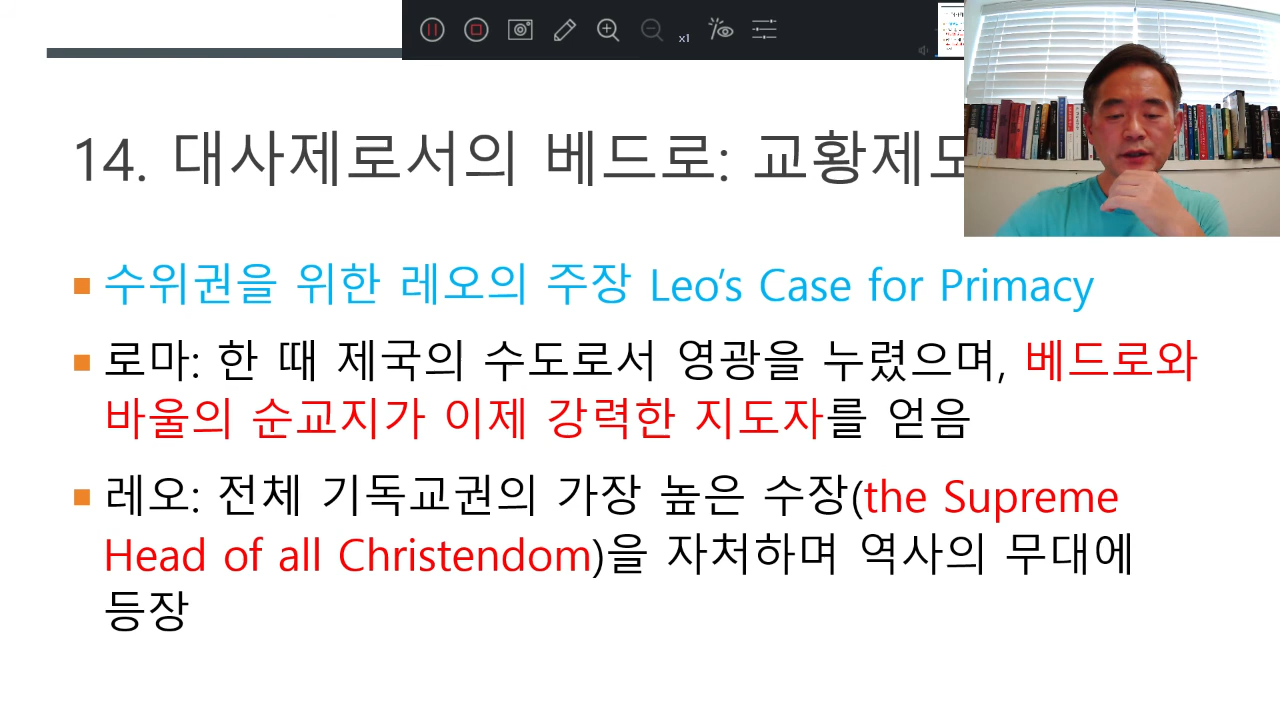 x1
14. 대사제로서의 베드로: 교황제도
수위권을 위한 레오의 주장 Leo's Case for Primacy
로마: 한 때 제국의 수도로서 영광을 누렸으며, 베드로와
바울의 순교지가 이제 강력한 지도자를 얻음
레오: 전체 기독교권의 가장 높은 수장(the Supreme
Head of all Christendom)을 자처하며 역사의 무대에
등장